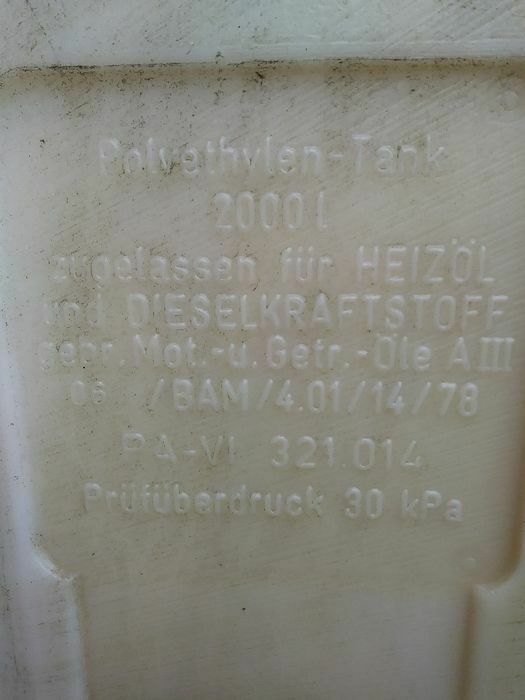 Polyethylen-Tank
2000 l
zugelassen für HEIZÖL
und DIESELKRAFTSTOFF
gebr. Mot.-u. Getr.-Öle A III
06 /BAM/4.01/14/78
PA-VI 321.014
Prüfüberdruck 30 kPa